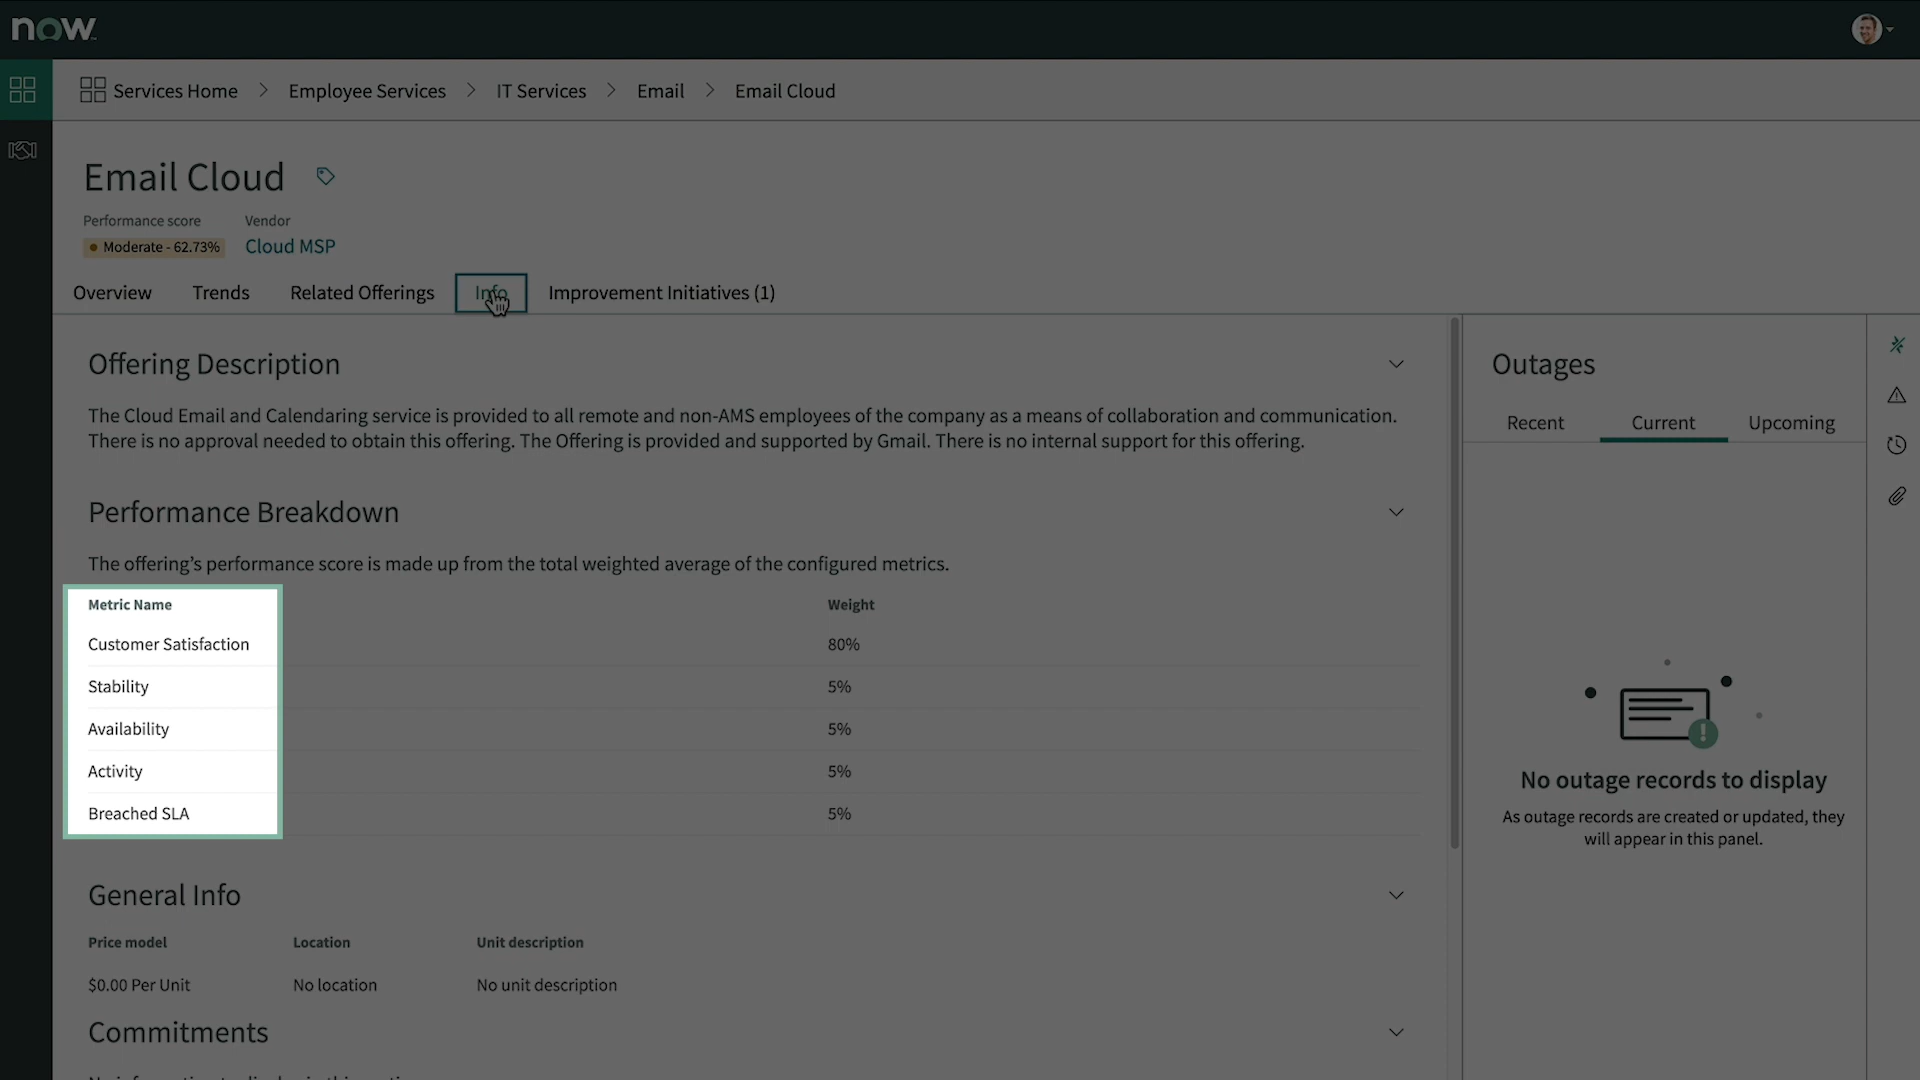 now
Services Home > Employee Services > IT Services > Email > Email Cloud
Email Cloud
Performance score Vendor
Moderate - 62.73% Cloud MSP
Overview Trends Related Offerings Info Improvement Initiatives (1)
Offering Description
The Cloud Email and Calendaring service is provided to all remote and non-AMS employees of the company as a means of collaboration and communication.
There is no approval needed to obtain this offering. The Offering is provided and supported by Gmail. There is no internal support for this offering.
Performance Breakdown
The offering’s performance score is made up from the total weighted average of the configured metrics.
Metric Name Weight
Customer Satisfaction 80%
Stability 5%
Availability 5%
Activity 5%
Breached SLA 5%
General Info
Price model Location Unit description
$0.00 Per Unit No location No unit description
Commitments
Outages
Recent Current Upcoming
No outage records to display
As outage records are created or updated, they
will appear in this panel.